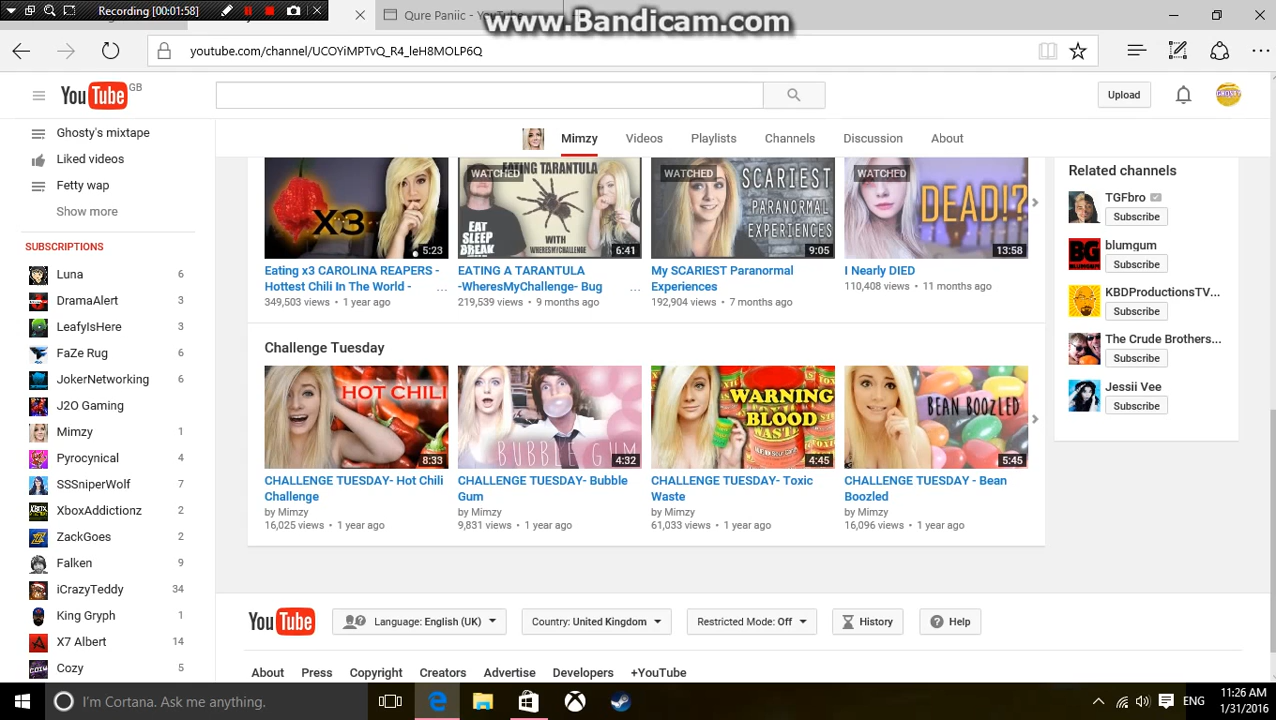 Recording [00:01:58]
Qure Paniic - YouTube
www.Bandicam.com
youtube.com/channel/UCOYiMPTvQ_R4_leH8MOLP6Q
YouTube GB
Upload
Mimzy
Videos
Playlists
Channels
Discussion
About
Ghosty's mixtape
Liked videos
Fetty wap
Show more
SUBSCRIPTIONS
Luna 6
DramaAlert 3
LeafyIsHere 3
FaZe Rug 6
JokerNetworking 6
J2O Gaming 4
Mimzy 1
Pyrocynical 4
SSSniperWolf 7
XboxAddictionz 2
ZackGoes 2
Falken 9
iCrazyTeddy 34
King Gryph 1
X7 Albert 14
Cozy 5
X3
5:23
WATCHED
EATING TARANTULA
EAT
SLEEP
BREAK
WITH
WHERESMYCHALLENGE
6:41
WATCHED
SCARIEST
PARANORMAL
EXPERIENCES
9:05
WATCHED
DEAD!?
13:58
Eating x3 CAROLINA REAPERS -
Hottest Chili In The World - ...
349,503 views • 1 year ago
EATING A TARANTULA
-WheresMyChallenge- Bug ...
219,539 views • 9 months ago
My SCARIEST Paranormal
Experiences
192,904 views • 7 months ago
I Nearly DIED
110,408 views • 11 months ago
Challenge Tuesday
HOT CHILI
8:33
BUBBLE GUM
4:32
WARNING
BLOOD
WASTE
4:45
BEAN BOOZLED
5:45
CHALLENGE TUESDAY- Hot Chili
Challenge
by Mimzy
16,025 views • 1 year ago
CHALLENGE TUESDAY- Bubble
Gum
by Mimzy
9,831 views • 1 year ago
CHALLENGE TUESDAY- Toxic
Waste
by Mimzy
61,033 views • 1 year ago
CHALLENGE TUESDAY - Bean
Boozled
by Mimzy
16,096 views • 1 year ago
Related channels
TGFbro
Subscribe
BG
blumgum
Subscribe
KBDProductionsTV...
Subscribe
The Crude Brothers...
Subscribe
Jessii Vee
Subscribe
YouTube
Language: English (UK)
Country: United Kingdom
Restricted Mode: Off
History
Help
About
Press
Copyright
Creators
Advertise
Developers
+YouTube
I'm Cortana. Ask me anything.
ENG
11:26 AM
1/31/2016